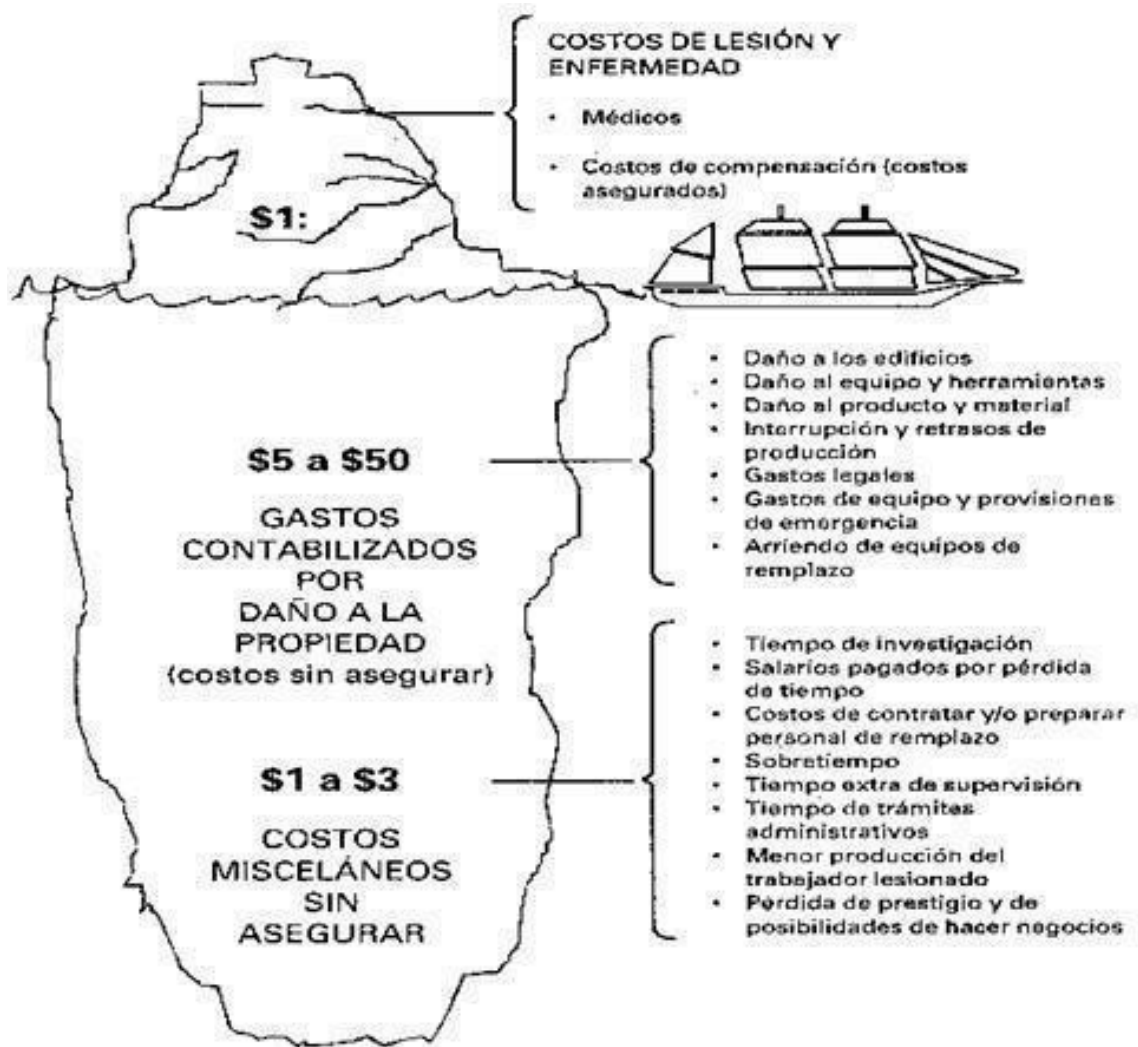 COSTOS DE LESIÓN Y
ENFERMEDAD
• Médicos
• Costos de compensación (costos
asegurados)
$1:
• Daño a los edificios
• Daño al equipo y herramientas
• Daño al producto y material
• Interrupción y retrasos de
producción
• Gastos legales
• Gastos de equipo y provisiones
de emergencia
• Arriendo de equipos de
remplazo
$5 a $50
GASTOS
CONTABILIZADOS
POR
DAÑO A LA
PROPIEDAD
(costos sin asegurar)
• Tiempo de investigación
• Salarios pagados por pérdida
de tiempo
• Costos de contratar y/o preparar
personal de remplazo
• Sobretiempo
• Tiempo extra de supervisión
• Tiempo de trámites
administrativos
• Menor producción del
trabajador lesionado
• Pérdida de prestigio y de
posibilidades de hacer negocios
$1 a $3
COSTOS
MISCELÁNEOS
SIN
ASEGURAR